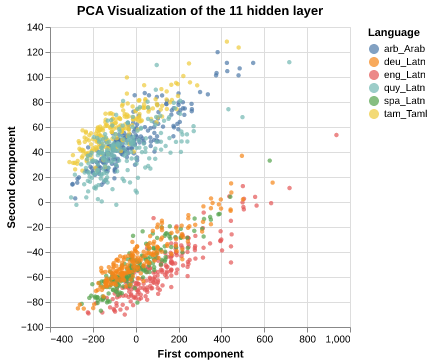 PCA Visualization of the 11 hidden layer
Language
arb_Arab
deu_Latn
eng_Latn
quy_Latn
spa_Latn
tam_Taml
Second component
140
120
100
80
60
40
20
0
−20
−40
−60
−80
−100
−400 −200 0 200 400 600 800 1,000
First component